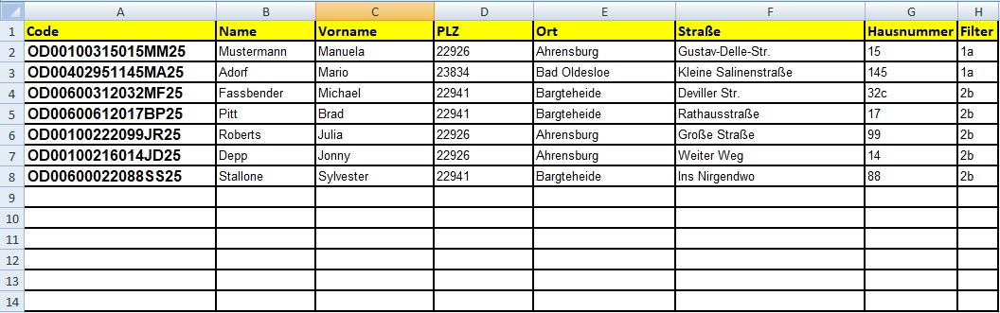 A B C D E F G H
1 Code Name Vorname PLZ Ort Straße Hausnummer Filter
2 OD00100315015MM25 Mustermann Manuela 22926 Ahrensburg Gustav-Delle-Str. 15 1a
3 OD00402951145MA25 Adorf Mario 23834 Bad Oldesloe Kleine Salinenstraße 145 1a
4 OD00600312032MF25 Fassbender Michael 22941 Bargteheide Deviller Str. 32c 2b
5 OD00600612017BP25 Pitt Brad 22941 Bargteheide Rathausstraße 17 2b
6 OD00100222099JR25 Roberts Julia 22926 Ahrensburg Große Straße 99 2b
7 OD00100216014JD25 Depp Jonny 22926 Ahrensburg Weiter Weg 14 2b
8 OD00600022088SS25 Stallone Sylvester 22941 Bargteheide Ins Nirgendwo 88 2b
9
10
11
12
13
14